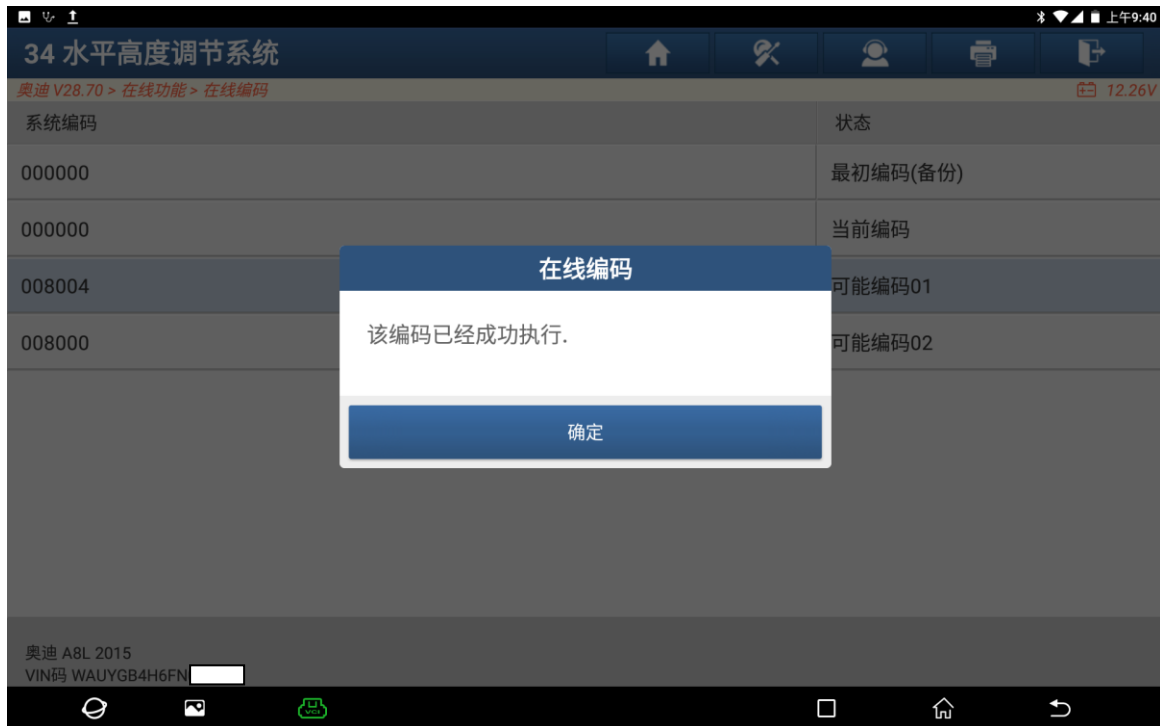 上午9:40
34 水平高度调节系统
奥迪 V28.70 > 在线功能 > 在线编码
12.26V
系统编码 状态
000000 最初编码(备份)
000000 当前编码
在线编码
008004 可能编码01
该编码已经成功执行.
008000 可能编码02
确定
奥迪 A8L 2015
VIN码 WAUYGB4H6FN
VCI